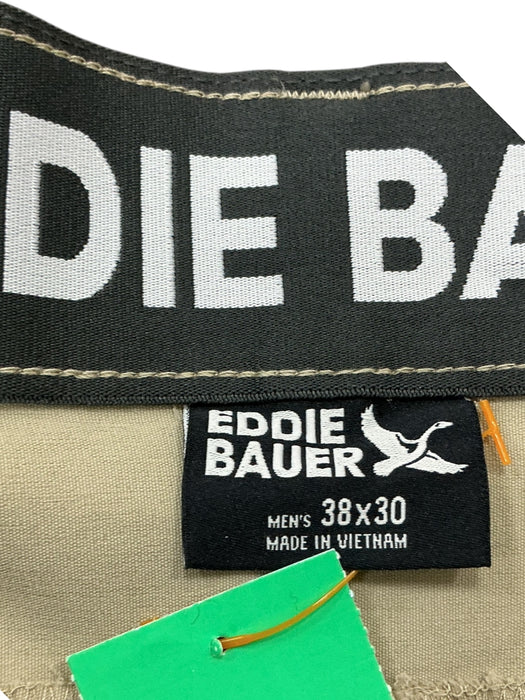 DIE BA
EDDIE
BAUER
MEN'S 38X30
MADE IN VIETNAM